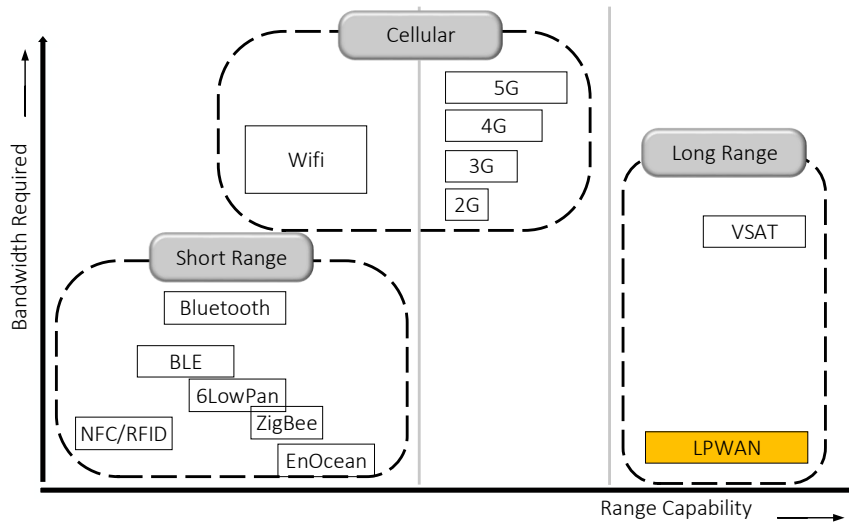 Cellular
5G
4G
Wifi
3G
2G
Long Range
VSAT
Bandwidth Required
Short Range
Bluetooth
BLE
6LowPan
ZigBee
NFC/RFID
EnOcean
LPWAN
Range Capability